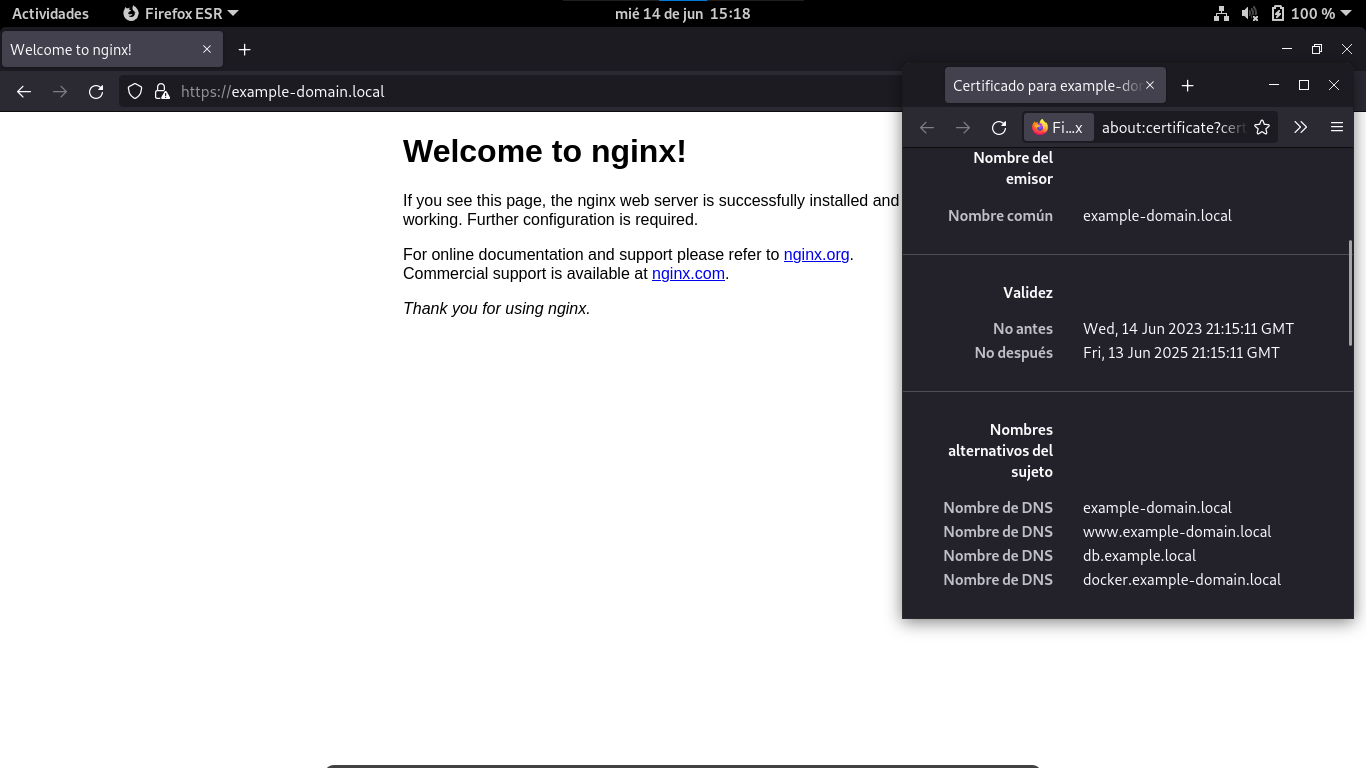 Actividades
Firefox ESR
mié 14 de jun 15:18
100 %
Welcome to nginx!
https://example-domain.local
Welcome to nginx!
If you see this page, the nginx web server is successfully installed and
working. Further configuration is required.
For online documentation and support please refer to nginx.org.
Commercial support is available at nginx.com.
Thank you for using nginx.
Certificado para example-do
Fi…x
about:certificate?cert
Nombre del
emisor
Nombre común example-domain.local
Validez
No antes Wed, 14 Jun 2023 21:15:11 GMT
No después Fri, 13 Jun 2025 21:15:11 GMT
Nombres
alternativos del
sujeto
Nombre de DNS example-domain.local
Nombre de DNS www.example-domain.local
Nombre de DNS db.example.local
Nombre de DNS docker.example-domain.local